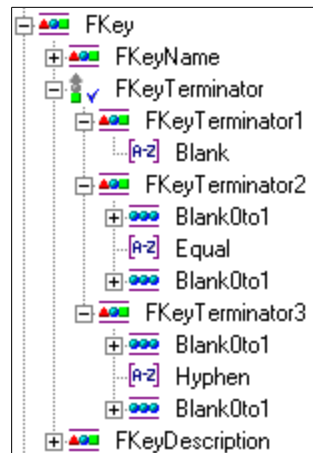 FKey
FKeyName
FKeyTerminator
FKeyTerminator1
[A-Z] Blank
FKeyTerminator2
Blank0to1
[A-Z] Equal
Blank0to1
FKeyTerminator3
Blank0to1
[A-Z] Hyphen
Blank0to1
FKeyDescription